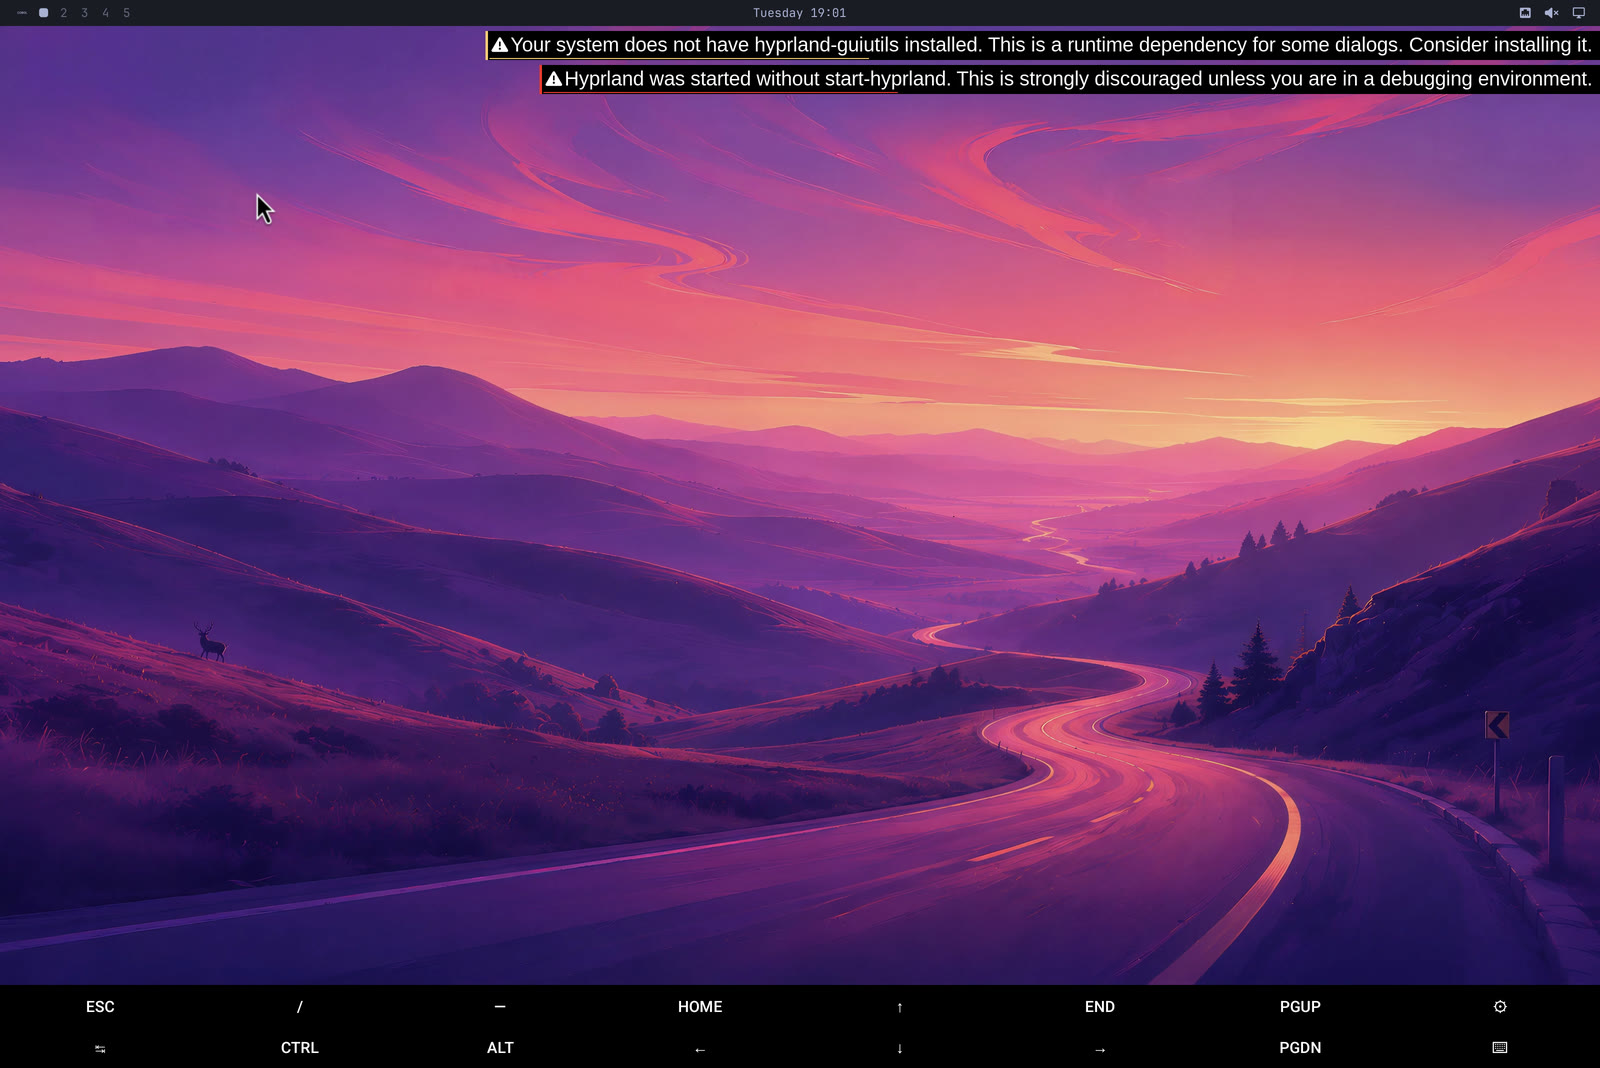 2 3 4 5
Tuesday 19:01
Your system does not have hyprland-guiutils installed. This is a runtime dependency for some dialogs. Consider installing it.
Hyprland was started without start-hyprland. This is strongly discouraged unless you are in a debugging environment.
ESC / — HOME ↑ END PGUP
⇆ CTRL ALT ← ↓ → PGDN